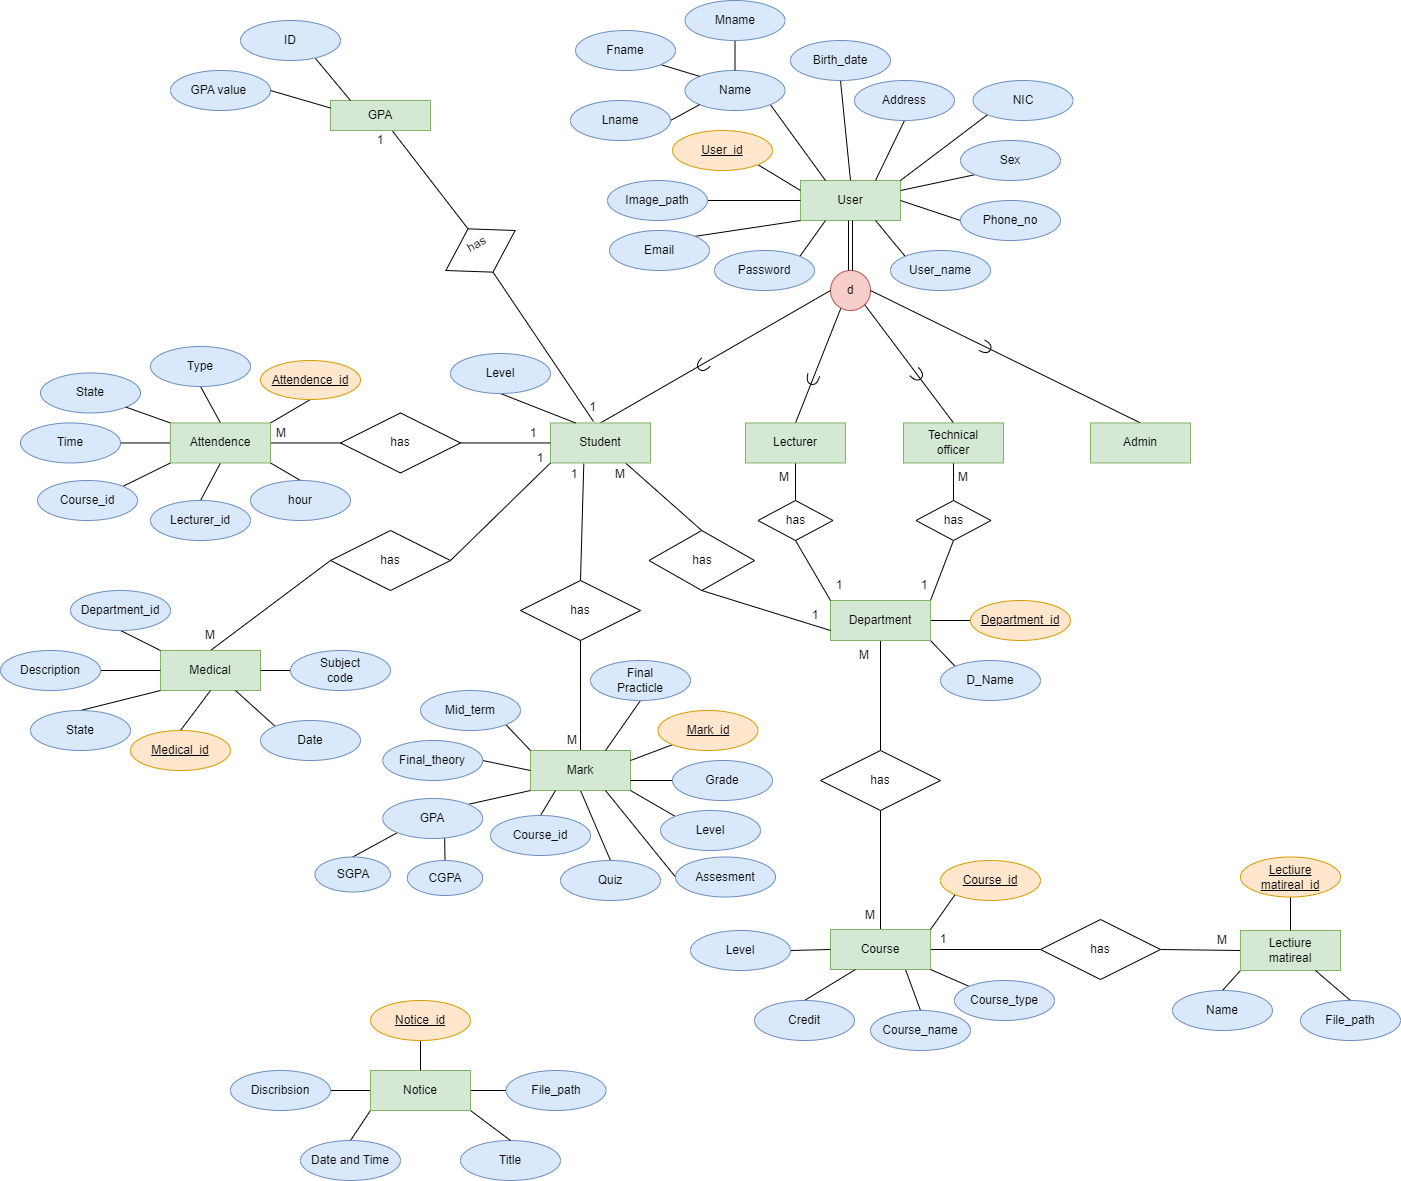 Mname
ID
Fname
Birth_date
GPA value
Name
Address
NIC
GPA
Lname
1
User_id
Sex
Image_path
User
Phone_no
has
Email
Password
User_name
d
Type
Level
Attendence_id
State
1
M
Attendence
Time
has
1
Student
Lecturer
Technical
officer
Admin
1
1
M
M
M
Course_id
Lecturer_id
hour
has
has
has
has
1
1
Department_id
has
1
Department
Department_id
M
M
Description
Medical
Subject
code
Final
Practicle
D_Name
Mid_term
State
Medical_id
Date
M
Mark_id
Final_theory
Mark
Grade
has
GPA
Course_id
Level
SGPA
CGPA
Quiz
Assesment
Course_id
Lectiure
matireal_id
M
Level
Course
1
has
M
Lectiure
matireal
Credit
Course_name
Course_type
Name
File_path
Notice_id
Discribsion
Notice
File_path
Date and Time
Title